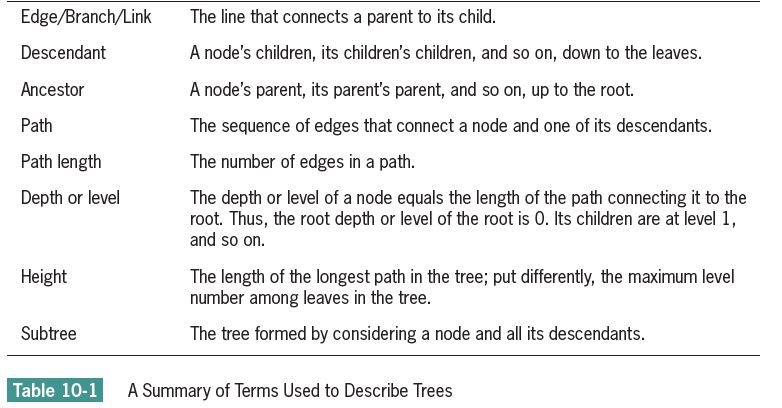 Edge/Branch/Link The line that connects a parent to its child.
Descendant A node's children, its children's children, and so on, down to the leaves.
Ancestor A node's parent, its parent's parent, and so on, up to the root.
Path The sequence of edges that connect a node and one of its descendants.
Path length The number of edges in a path.
Depth or level The depth or level of a node equals the length of the path connecting it to the
root. Thus, the root depth or level of the root is 0. Its children are at level 1,
and so on.
Height The length of the longest path in the tree; put differently, the maximum level
number among leaves in the tree.
Subtree The tree formed by considering a node and all its descendants.
Table 10-1 A Summary of Terms Used to Describe Trees